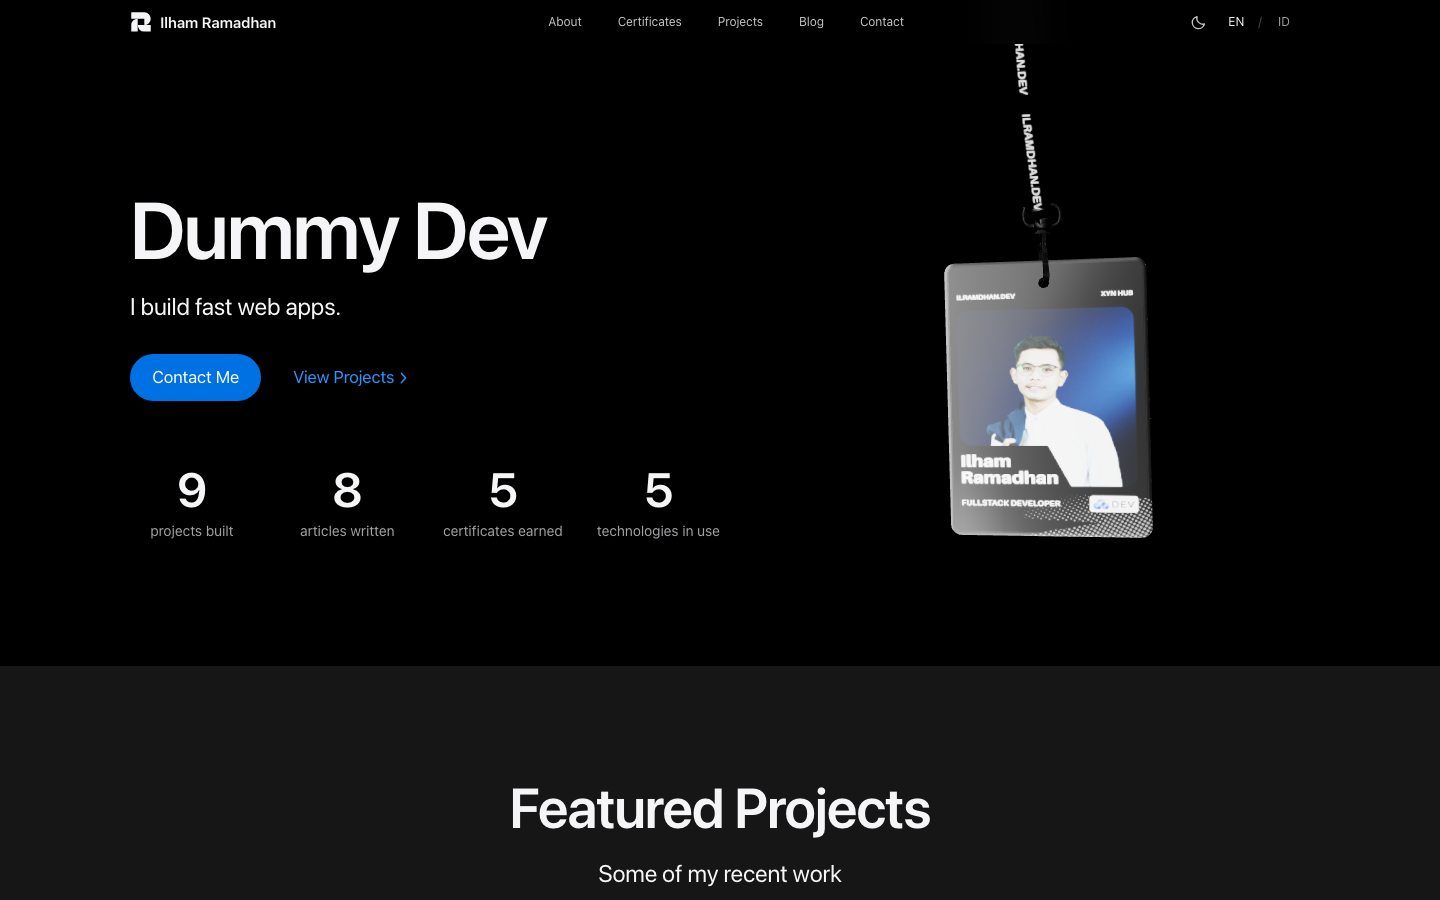 Ilham Ramadhan
About
Certificates
Projects
Blog
Contact
EN / ID
HAN.DEV
ILRAMDHAN.DEV
Dummy Dev
I build fast web apps.
Contact Me
View Projects
9
projects built
8
articles written
5
certificates earned
5
technologies in use
ILRAMDHAN.DEV
XYN HUB
Ilham
Ramadhan
FULLSTACK DEVELOPER
DEV
Featured Projects
Some of my recent work